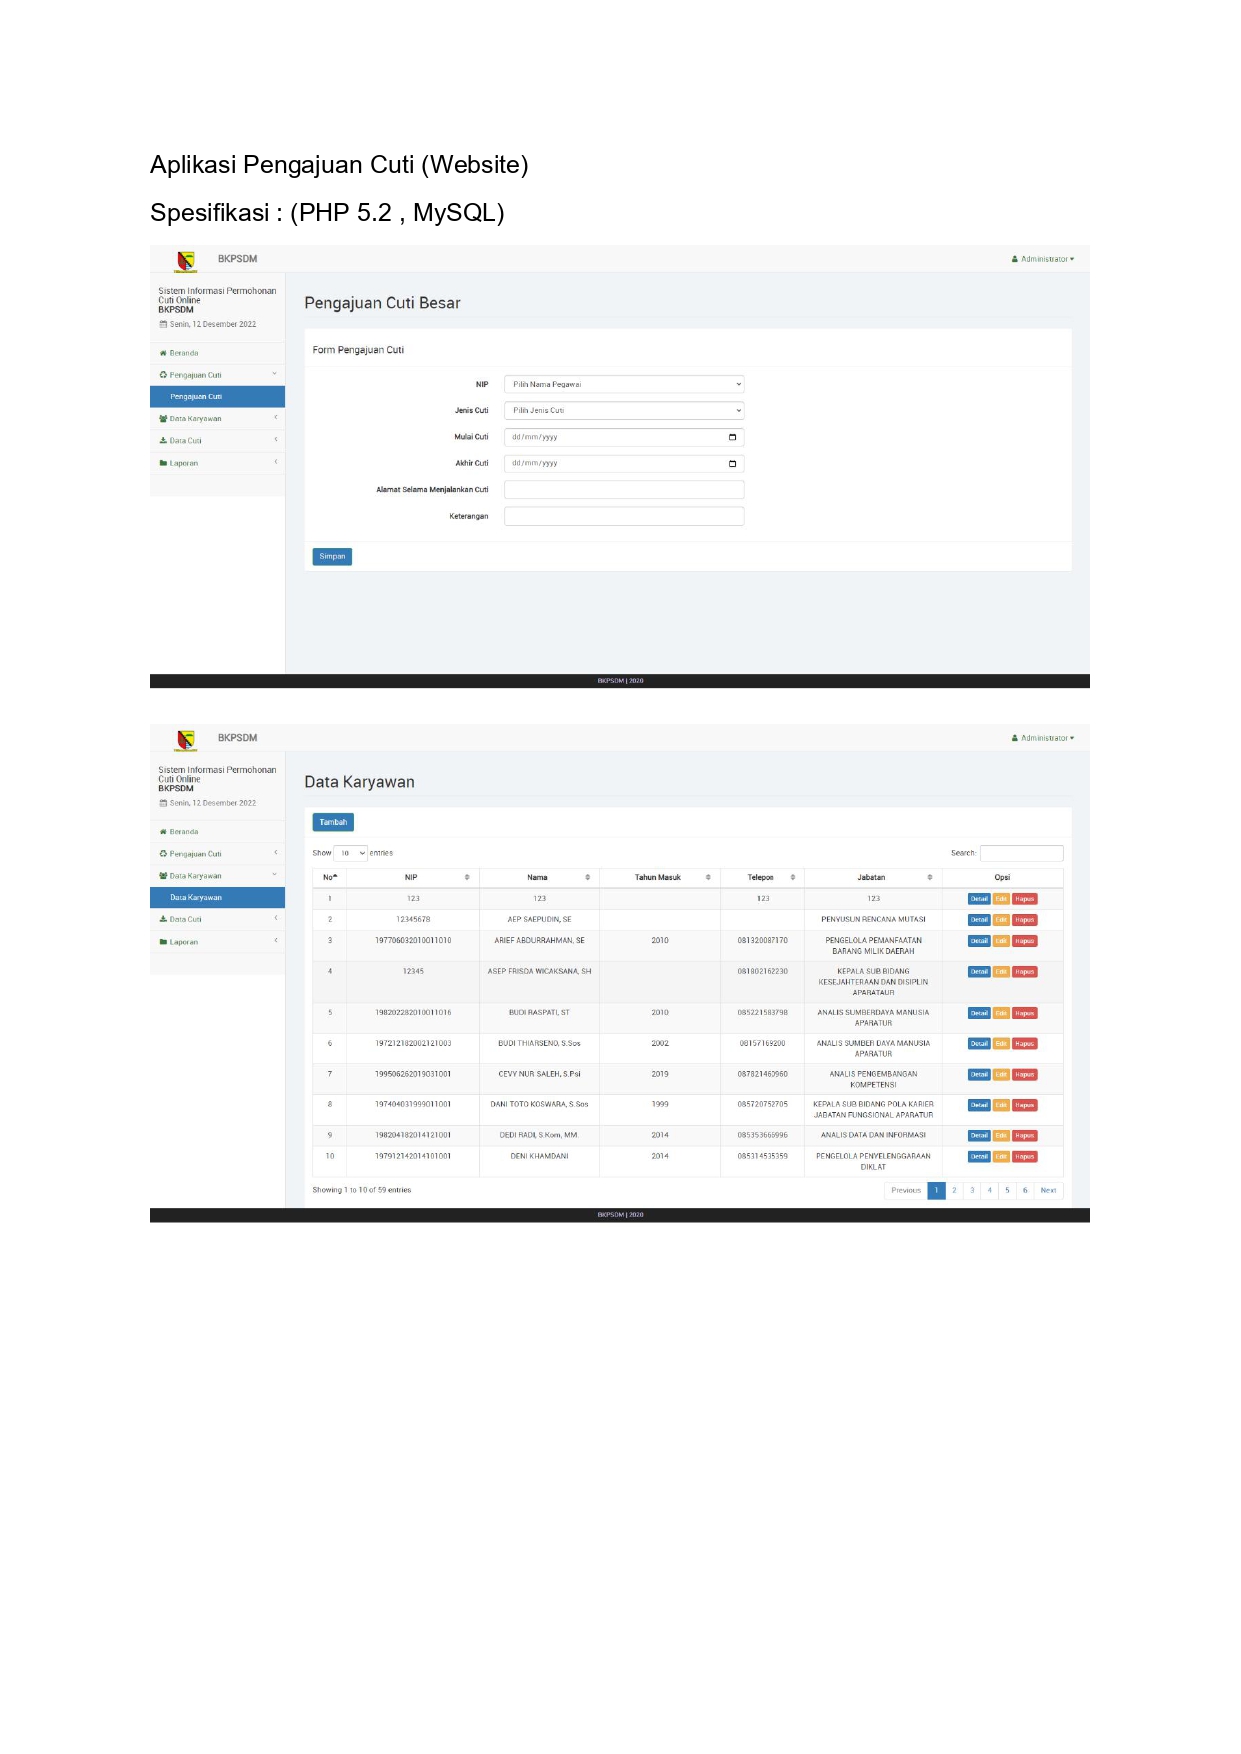 Aplikasi Pengajuan Cuti (Website)
Spesifikasi : (PHP 5.2 , MySQL)
BKPSDM
Administrator
Sistem Informasi Permohonan
Cuti Online
BKPSDM
Senin, 12 Desember 2022
Beranda
Pengajuan Cuti
Pengajuan Cuti
Data Karyawan
Data Cuti
Laporan
Pengajuan Cuti Besar
Form Pengajuan Cuti
NIP Pilih Nama Pegawai
Jenis Cuti Pilih Jenis Cuti
Mulai Cuti dd/mm/yyyy
Akhir Cuti dd/mm/yyyy
Alamat Selama Menjalankan Cuti
Keterangan
Simpan
BKPSDM | 2020
BKPSDM
Administrator
Sistem Informasi Permohonan
Cuti Online
BKPSDM
Senin, 12 Desember 2022
Beranda
Pengajuan Cuti
Data Karyawan
Data Karyawan
Data Cuti
Laporan
Data Karyawan
Tambah
Show 10 entries Search:
No NIP Nama Tahun Masuk Telepon Jabatan Opsi
1 123 123 123 123 Detail Edit Hapus
2 12345678 AEP SAEPUDIN, SE PENYUSUN RENCANA MUTASI Detail Edit Hapus
3 197706032010011010 ARIEF ABDURRAHMAN, SE 2010 081320087170 PENGELOLA PEMANFAATAN Detail Edit Hapus
BARANG MILIK DAERAH
4 12345 ASEP FRISDA WICAKSANA, SH 081802162230 KEPALA SUB BIDANG Detail Edit Hapus
KESEJAHTERAAN DAN DISIPLIN
APARATAUR
5 198202282010011016 BUDI RASPATI, ST 2010 085221583798 ANALIS SUMBERDAYA MANUSIA Detail Edit Hapus
APARATUR
6 197212182002121003 BUDI THIARSENO, S.Sos 2002 08157169200 ANALIS SUMBER DAYA MANUSIA Detail Edit Hapus
APARATUR
7 199506262019031001 CEVY NUR SALEH, S.Psi 2019 087821460960 ANALIS PENGEMBANGAN Detail Edit Hapus
KOMPETENSI
8 197404031999011001 DANI TOTO KOSWARA, S.Sos 1999 085720752705 KEPALA SUB BIDANG POLA KARIER Detail Edit Hapus
JABATAN FUNGSIONAL APARATUR
9 198204182014121001 DEDI RADI, S.Kom, MM 2014 085353665996 ANALIS DATA DAN INFORMASI Detail Edit Hapus
10 197912142014101001 DENI KHAMDANI 2014 085314535359 PENGELOLA PENYELENGGARAAN Detail Edit Hapus
DIKLAT
Showing 1 to 10 of 59 entries Previous 1 2 3 4 5 6 Next
BKPSDM | 2020